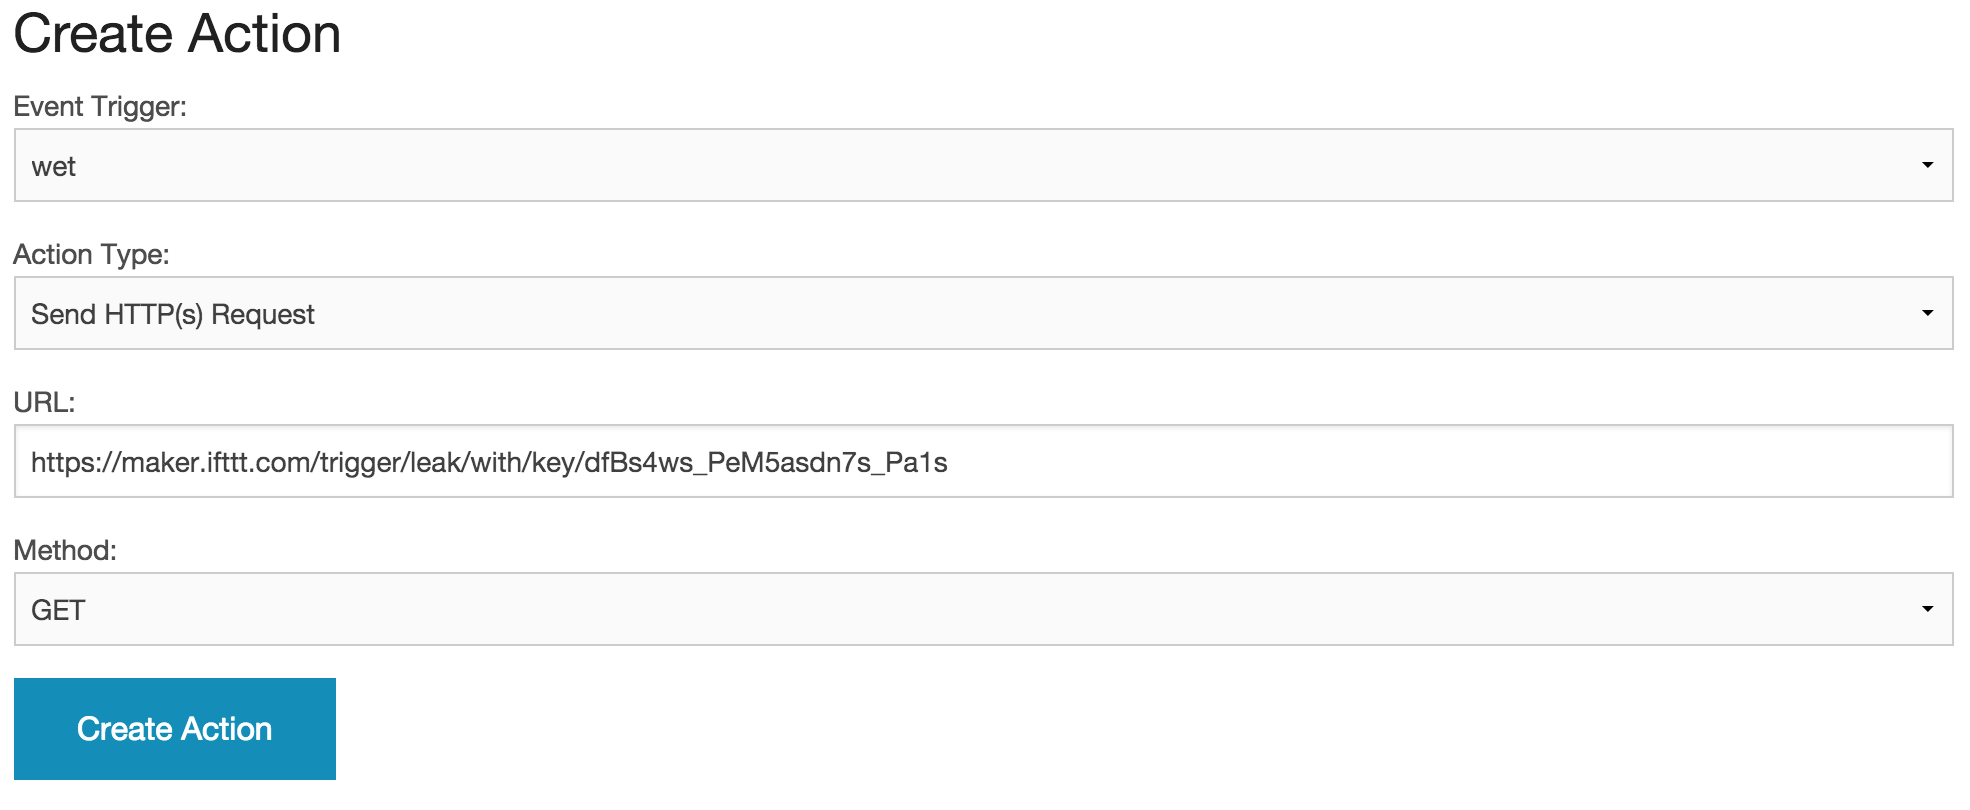 Create Action
Event Trigger:
wet
Action Type:
Send HTTP(s) Request
URL:
https://maker.ifttt.com/trigger/leak/with/key/dfBs4ws_PeM5asdn7s_Pa1s
Method:
GET
Create Action